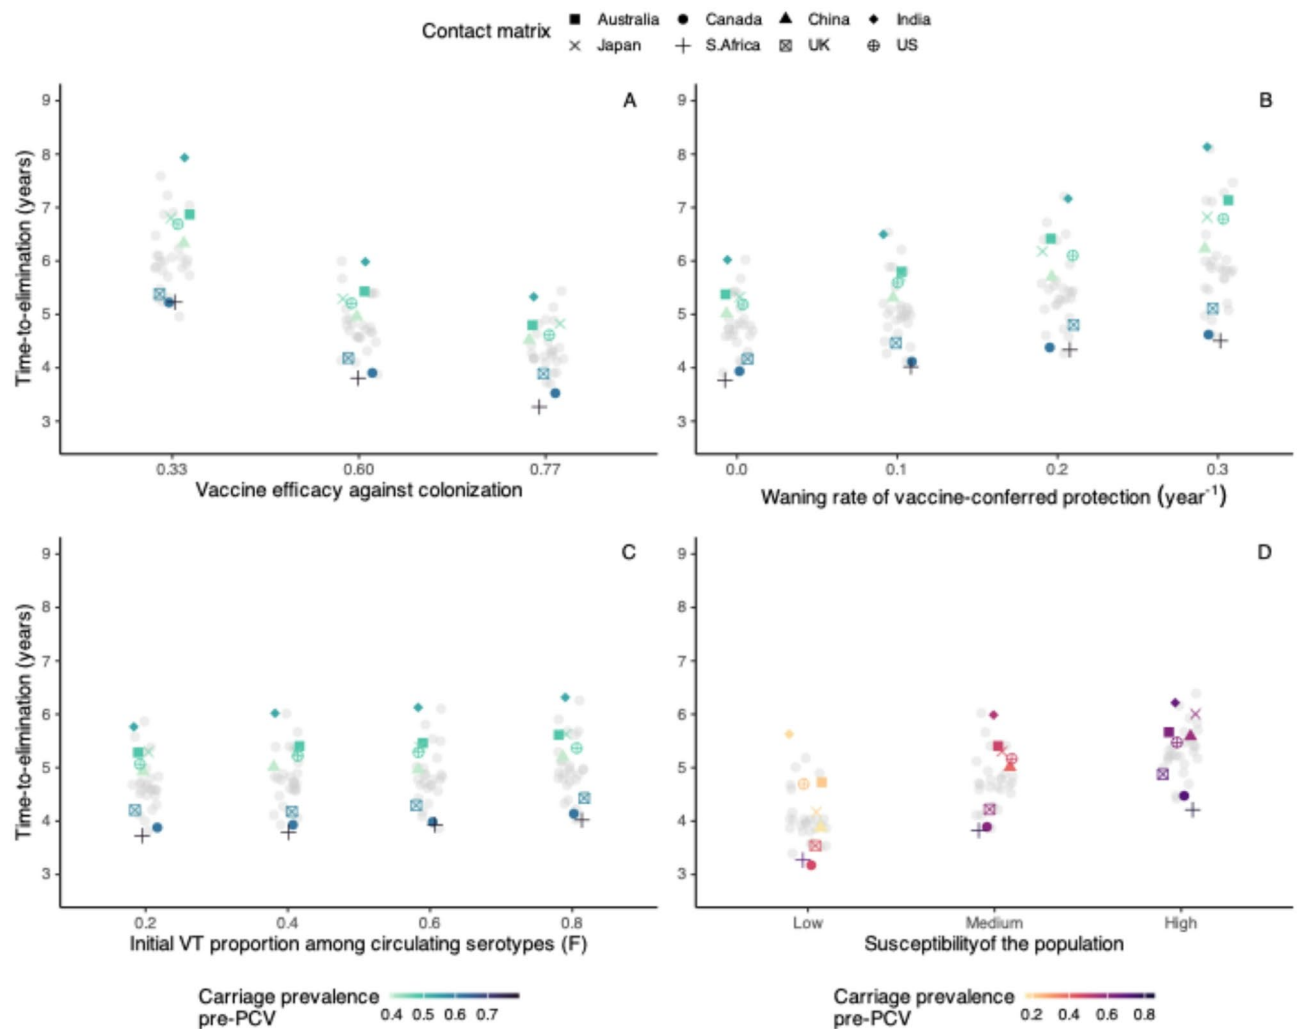 Contact matrix
Australia Canada China India
Japan S.Africa UK US
A
9
8
7
6
5
4
3
Time-to-elimination (years)
0.33 0.60 0.77
Vaccine efficacy against colonization
B
9
8
7
6
5
4
3
0.0 0.1 0.2 0.3
Waning rate of vaccine-conferred protection (year⁻¹)
C
9
8
7
6
5
4
3
Time-to-elimination (years)
0.2 0.4 0.6 0.8
Initial VT proportion among circulating serotypes (F)
D
9
8
7
6
5
4
3
Low Medium High
Susceptibilityof the population
Carriage prevalence
pre-PCV 0.4 0.5 0.6 0.7
Carriage prevalence
pre-PCV 0.2 0.4 0.6 0.8